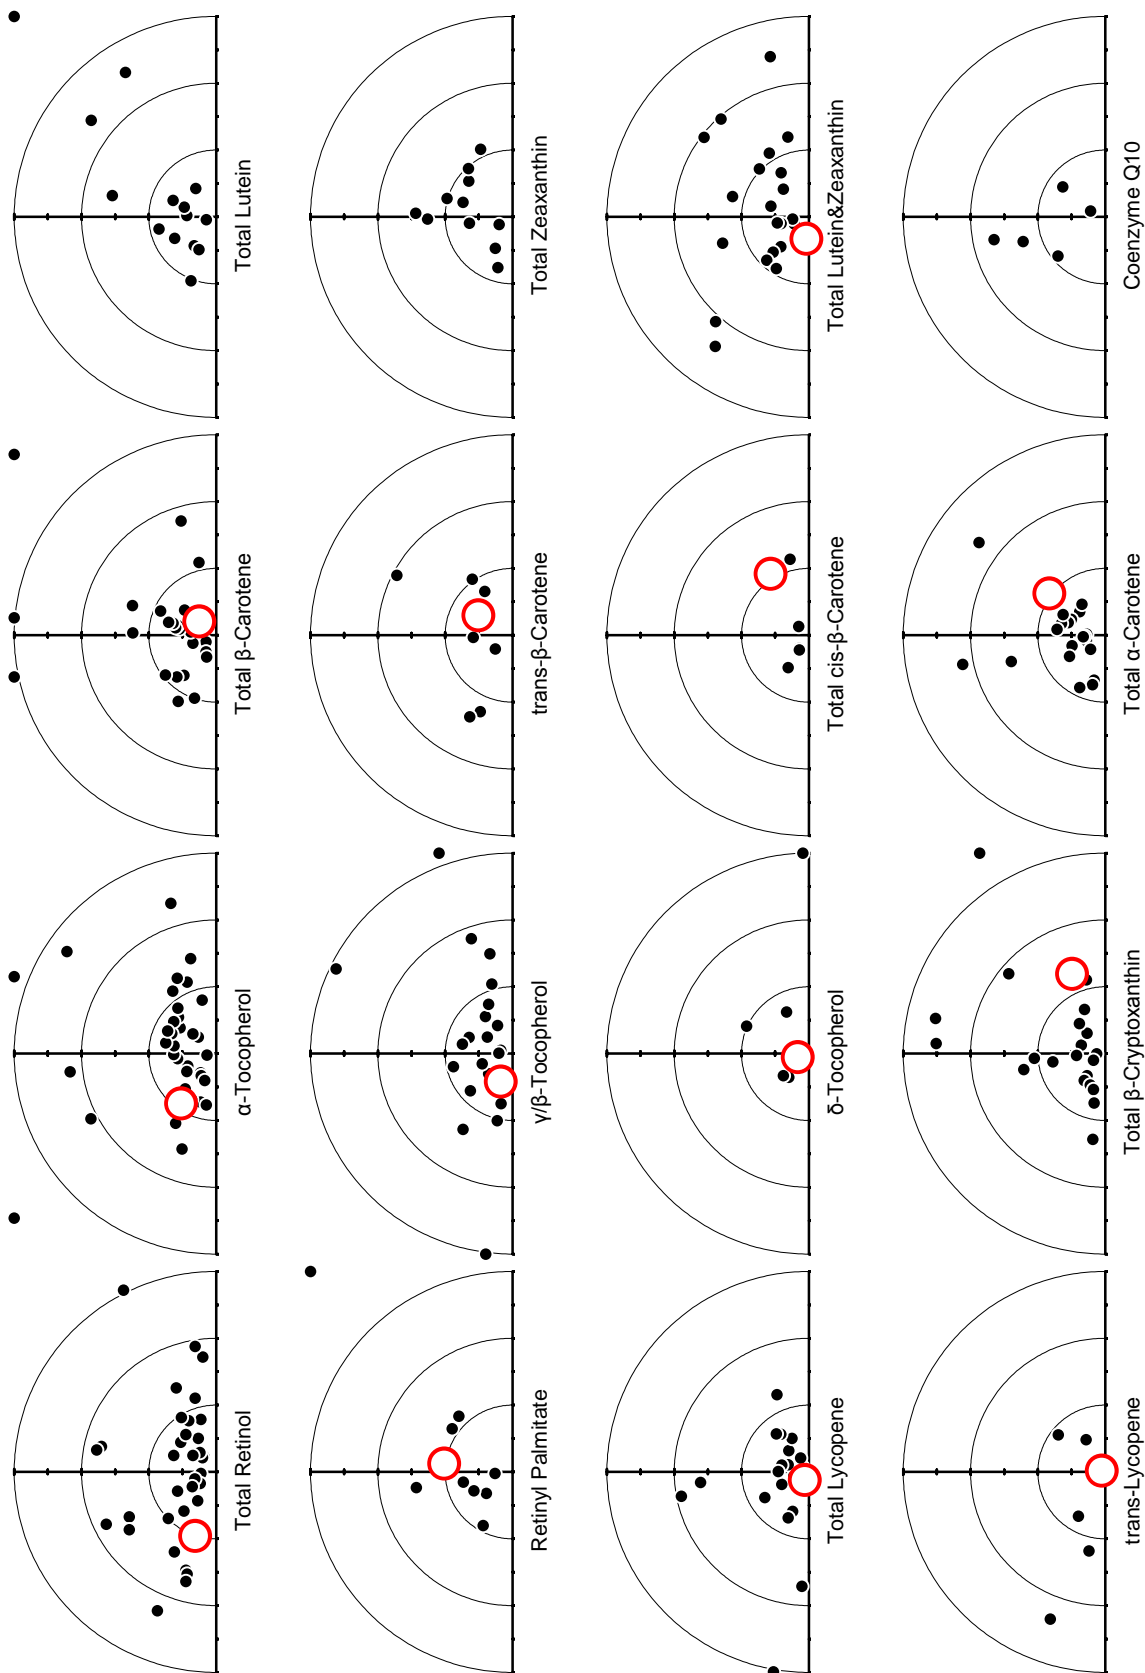 Total Retinol
α-Tocopherol
Total β-Carotene
Total Lutein
Retinyl Palmitate
γ/β-Tocopherol
trans-β-Carotene
Total Zeaxanthin
Total Lycopene
δ-Tocopherol
Total cis-β-Carotene
Total Lutein&Zeaxanthin
trans-Lycopene
Total β-Cryptoxanthin
Total α-Carotene
Coenzyme Q10